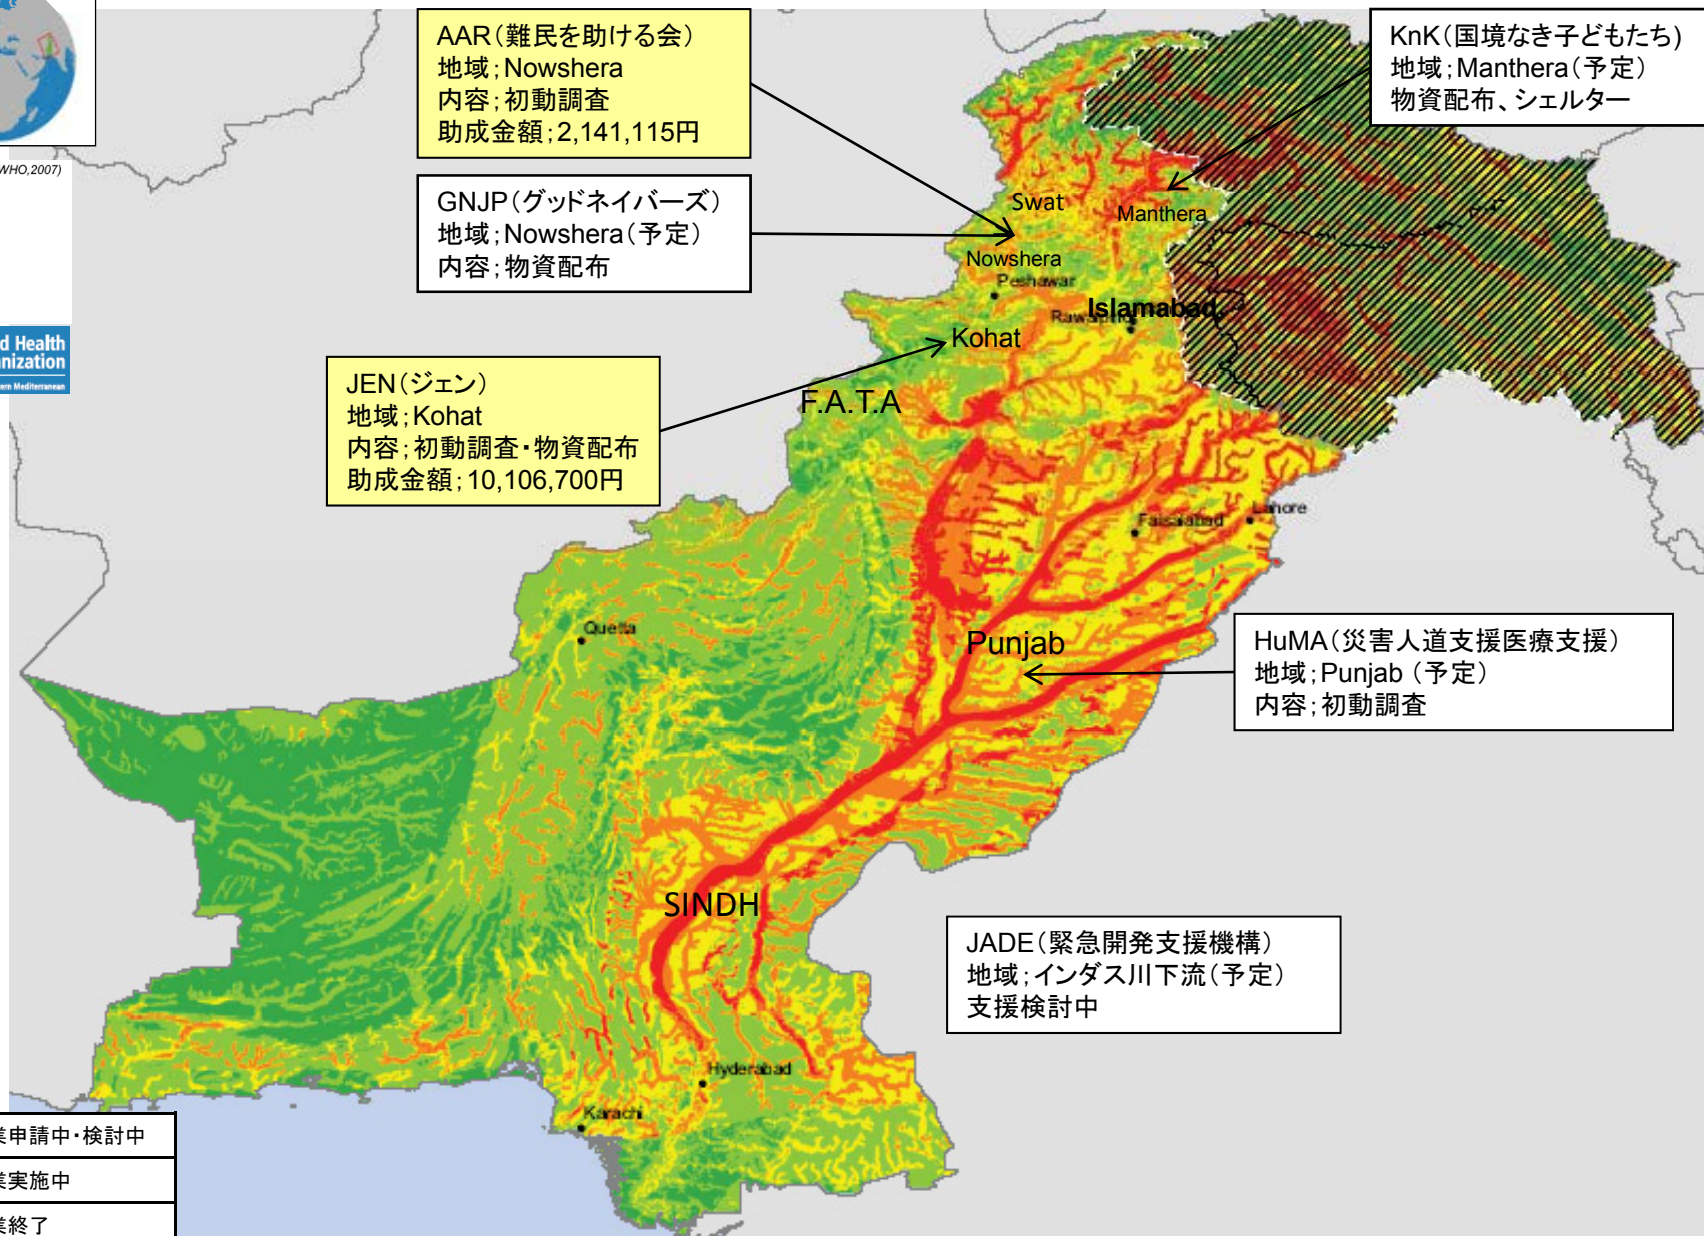 AAR(難民を助ける会)
地域;Nowshera
内容;初動調査
助成金額;2,141,115円
KnK(国境なき子どもたち)
地域;Manthera(予定)
物資配布、シェルター
WHO,2007)
GNJP(グッドネイバーズ)
地域;Nowshera(予定)
内容;物資配布
Swat
Manthera
Nowshera
Peshawar
Islamabad
Kohat
d Health
nization
tern Mediterranean
JEN(ジェン)
地域;Kohat
内容;初動調査・物資配布
助成金額;10,106,700円
F.A.T.A
Faisalabad
Lahore
Quetta
Punjab
HuMA(災害人道支援医療支援)
地域;Punjab (予定)
内容;初動調査
SINDH
JADE(緊急開発支援機構)
地域;インダス川下流(予定)
支援検討中
Hyderabad
Karachi
業申請中・検討中
業実施中
業終了